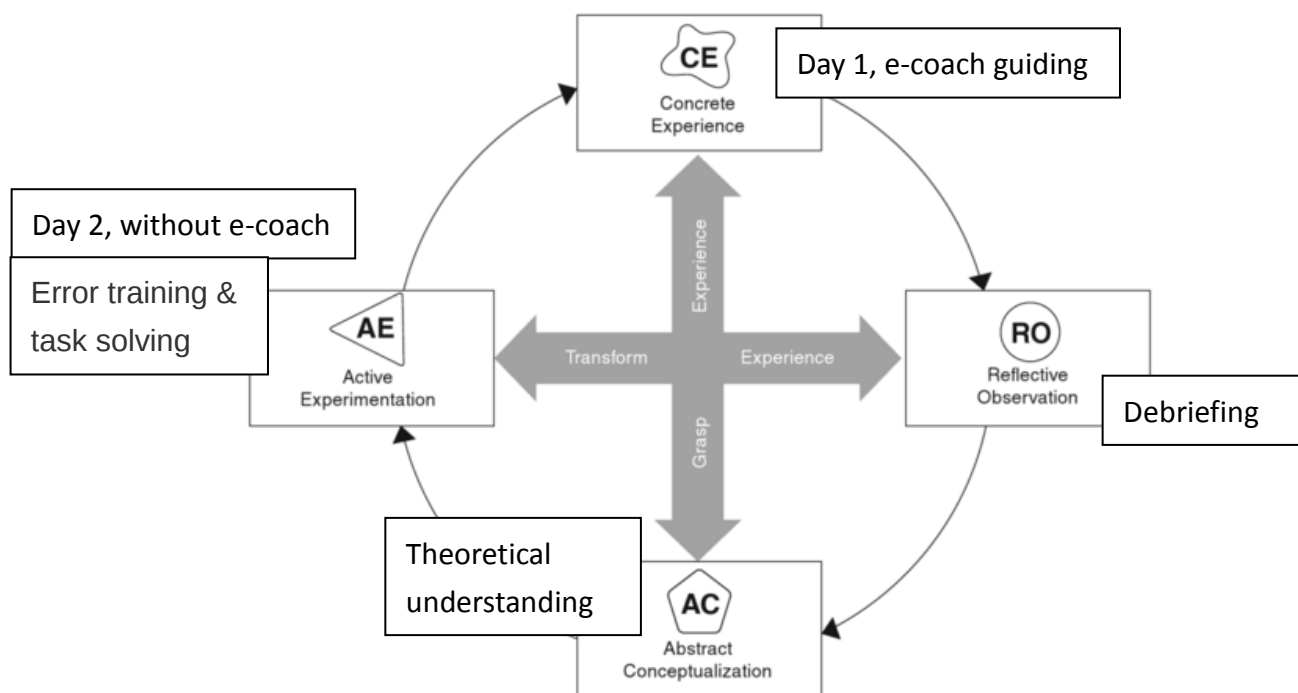 CE
Concrete
Experience
Day 1, e-coach guiding
Day 2, without e-coach
Error training &
task solving
AE
Active
Experimentation
Experience
Transform
Experience
Grasp
RO
Reflective
Observation
Debriefing
Theoretical
understanding
AC
Abstract
Conceptualization